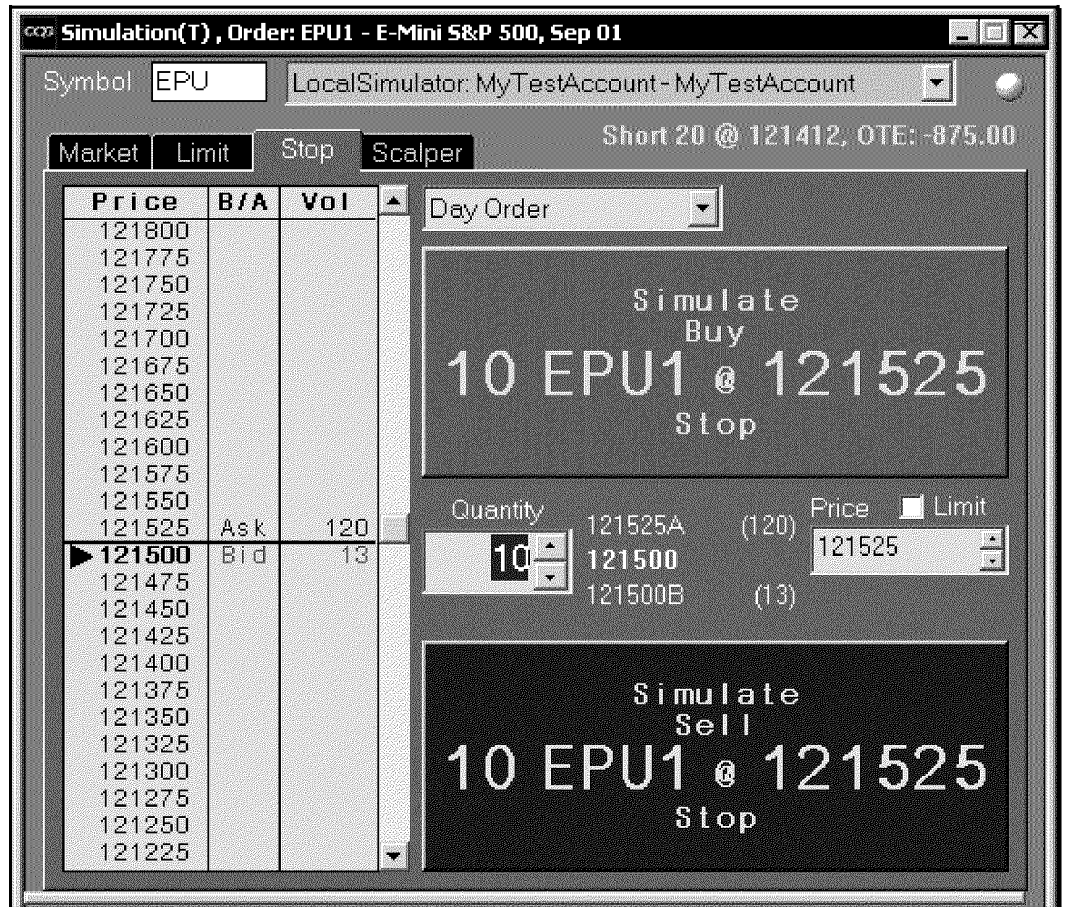 CQG Simulation(T) , Order: EPU1 - E-Mini S&P 500, Sep 01
Symbol EPU LocalSimulator: MyTestAccount - MyTestAccount
Short 20 @ 121412, OTE: -875.00
Market Limit Stop Scalper
Price B/A Vol
Day Order
121800
121775
121750
121725
121700
121675
121650
121625
121600
121575
121550
121525 Ask 120
121500 Bid 13
121475
121450
121425
121400
121375
121350
121325
121300
121275
121250
121225
Simulate
Buy
10 EPU1 @ 121525
Stop
Quantity
10
121525A (120)
121500
121500B (13)
Price Limit
121525
Simulate
Sell
10 EPU1 @ 121525
Stop